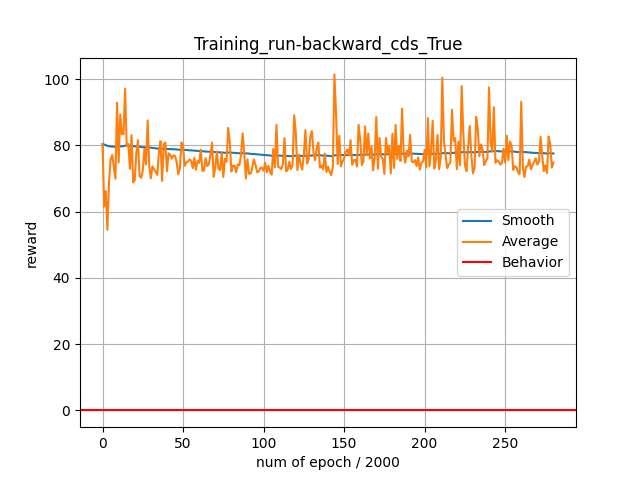 Training_run-backward_cds_True
reward
100
80
60
40
20
0
Smooth
Average
Behavior
0 50 100 150 200 250
num of epoch / 2000